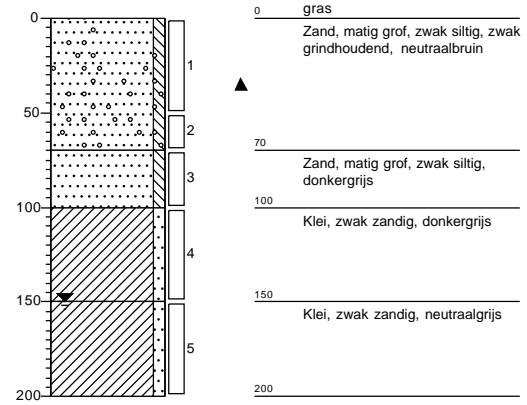 0
50
100
150
200
1
2
3
4
5
0 gras
Zand, matig grof, zwak siltig, zwak
grindhoudend, neutraalbruin
70
Zand, matig grof, zwak siltig,
donkergrijs
100
Klei, zwak zandig, donkergrijs
150
Klei, zwak zandig, neutraalgrijs
200